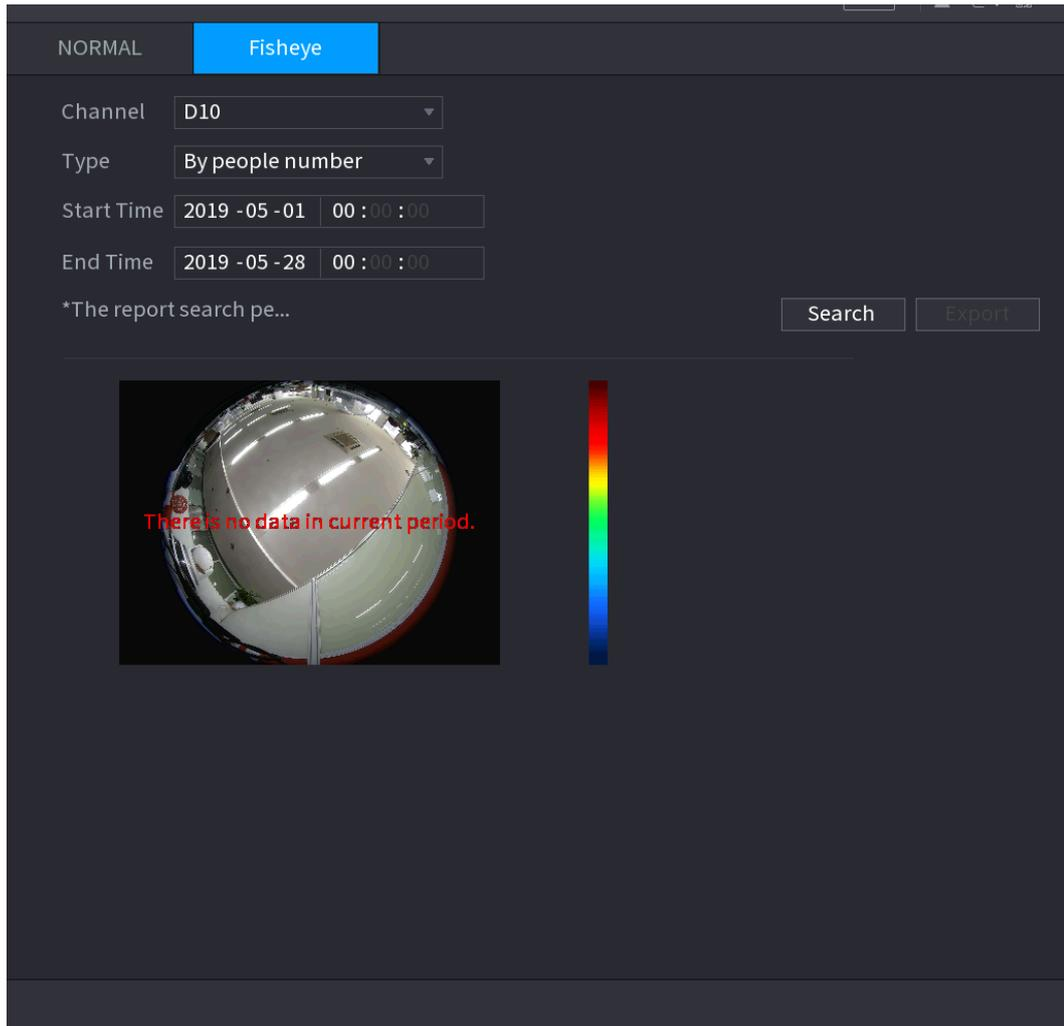 NORMAL Fisheye
Channel D10
Type By people number
Start Time 2019 -05 -01 00 :00 :00
End Time 2019 -05 -28 00 :00 :00
*The report search pe...
Search Export
There is no data in current period.